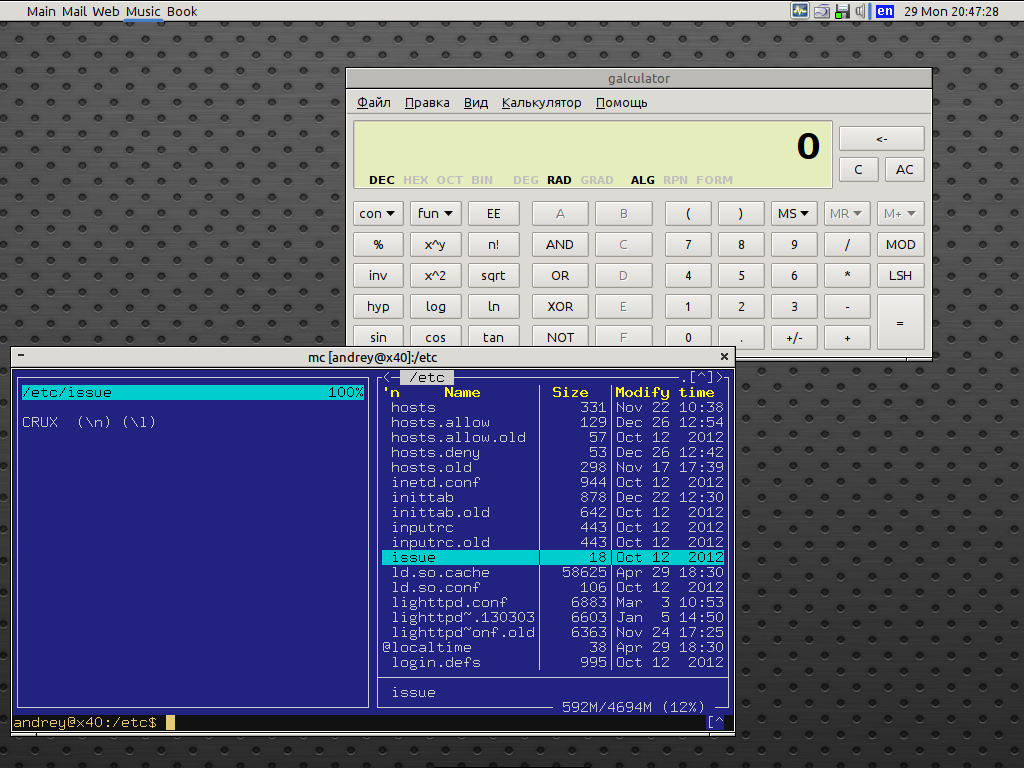 Main Mail Web Music Book en 29 Mon 20:47:28
galculator
Файл Правка Вид Калькулятор Помощь
0
DEC HEX OCT BIN DEG RAD GRAD ALG RPN FORM
<-
C AC
con fun EE A B ( ) MS MR M+
% x^y n! AND C 7 8 9 / MOD
inv x^2 sqrt OR D 4 5 6 * LSH
hyp log ln XOR E 1 2 3 - =
sin cos tan NOT F 0 . +/- +
mc [andrey@x40]:/etc
/etc/issue 100%
CRUX (\n) (\l)
<- /etc .[^]>
'n Name Size Modify time
hosts 331 Nov 22 10:38
hosts.allow 129 Dec 26 12:54
hosts.allow.old 57 Oct 12 2012
hosts.deny 53 Dec 26 12:42
hosts.old 298 Nov 17 17:39
inetd.conf 944 Oct 12 2012
inittab 878 Dec 22 12:30
inittab.old 642 Oct 12 2012
inputrc 443 Oct 12 2012
inputrc.old 443 Oct 12 2012
issue 18 Oct 12 2012
ld.so.cache 58625 Apr 29 18:30
ld.so.conf 106 Oct 12 2012
lighttpd.conf 6883 Mar 3 10:53
lighttpd~.130303 6603 Jan 5 14:50
lighttpd~onf.old 6363 Nov 24 17:25
@localtime 38 Apr 29 18:30
login.defs 995 Oct 12 2012
issue
592M/4694M (12%)
andrey@x40:/etc$ [^